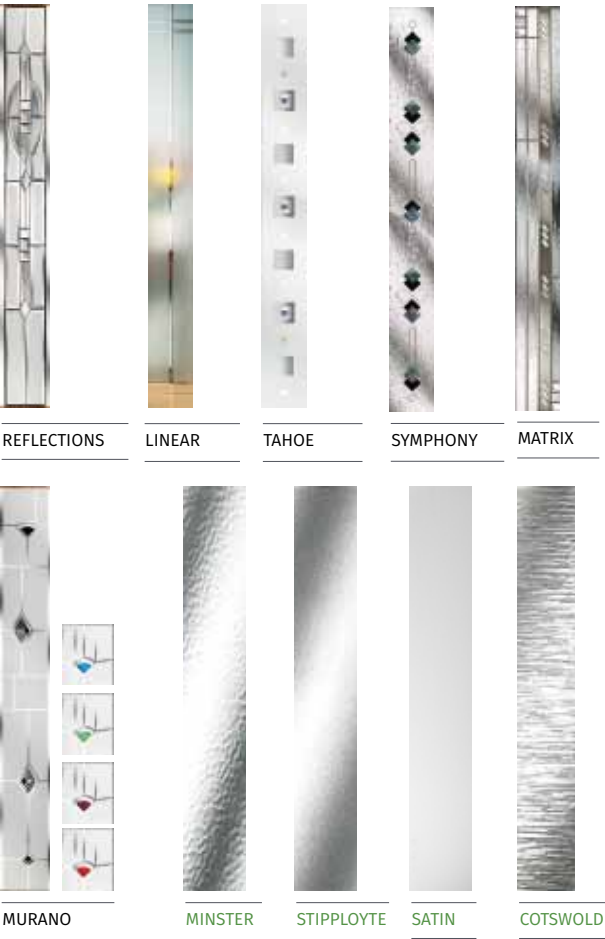 REFLECTIONS
LINEAR
TAHOE
SYMPHONY
MATRIX
MURANO
MINSTER
STIPPLOYTE
SATIN
COTSWOLD